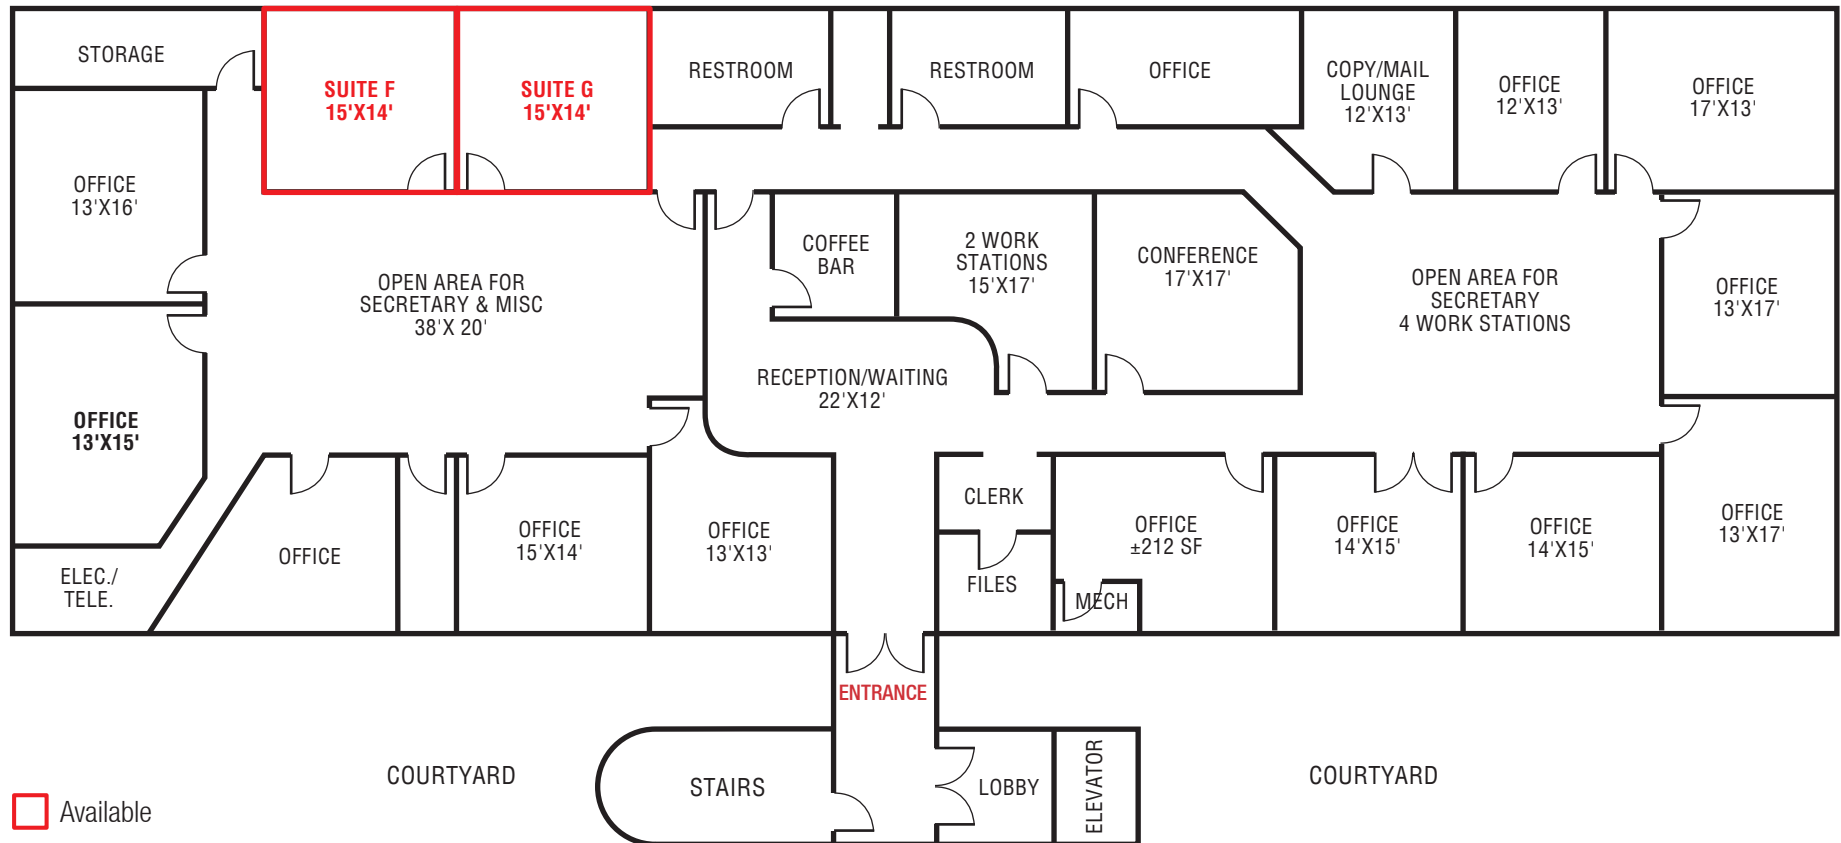 STORAGE
SUITE F
15'X14'
SUITE G
15'X14'
RESTROOM
RESTROOM
OFFICE
COPY/MAIL
LOUNGE
12'X13'
OFFICE
12'X13'
OFFICE
17'X13'
OFFICE
13'X16'
OPEN AREA FOR
SECRETARY & MISC
38'X 20'
COFFEE
BAR
2 WORK
STATIONS
15'X17'
CONFERENCE
17'X17'
OPEN AREA FOR
SECRETARY
4 WORK STATIONS
OFFICE
13'X17'
OFFICE
13'X15'
RECEPTION/WAITING
22'X12'
ELEC./
TELE.
OFFICE
OFFICE
15'X14'
OFFICE
13'X13'
CLERK
FILES
OFFICE
±212 SF
MECH
OFFICE
14'X15'
OFFICE
14'X15'
OFFICE
13'X17'
ENTRANCE
COURTYARD
STAIRS
LOBBY
ELEVATOR
COURTYARD
Available